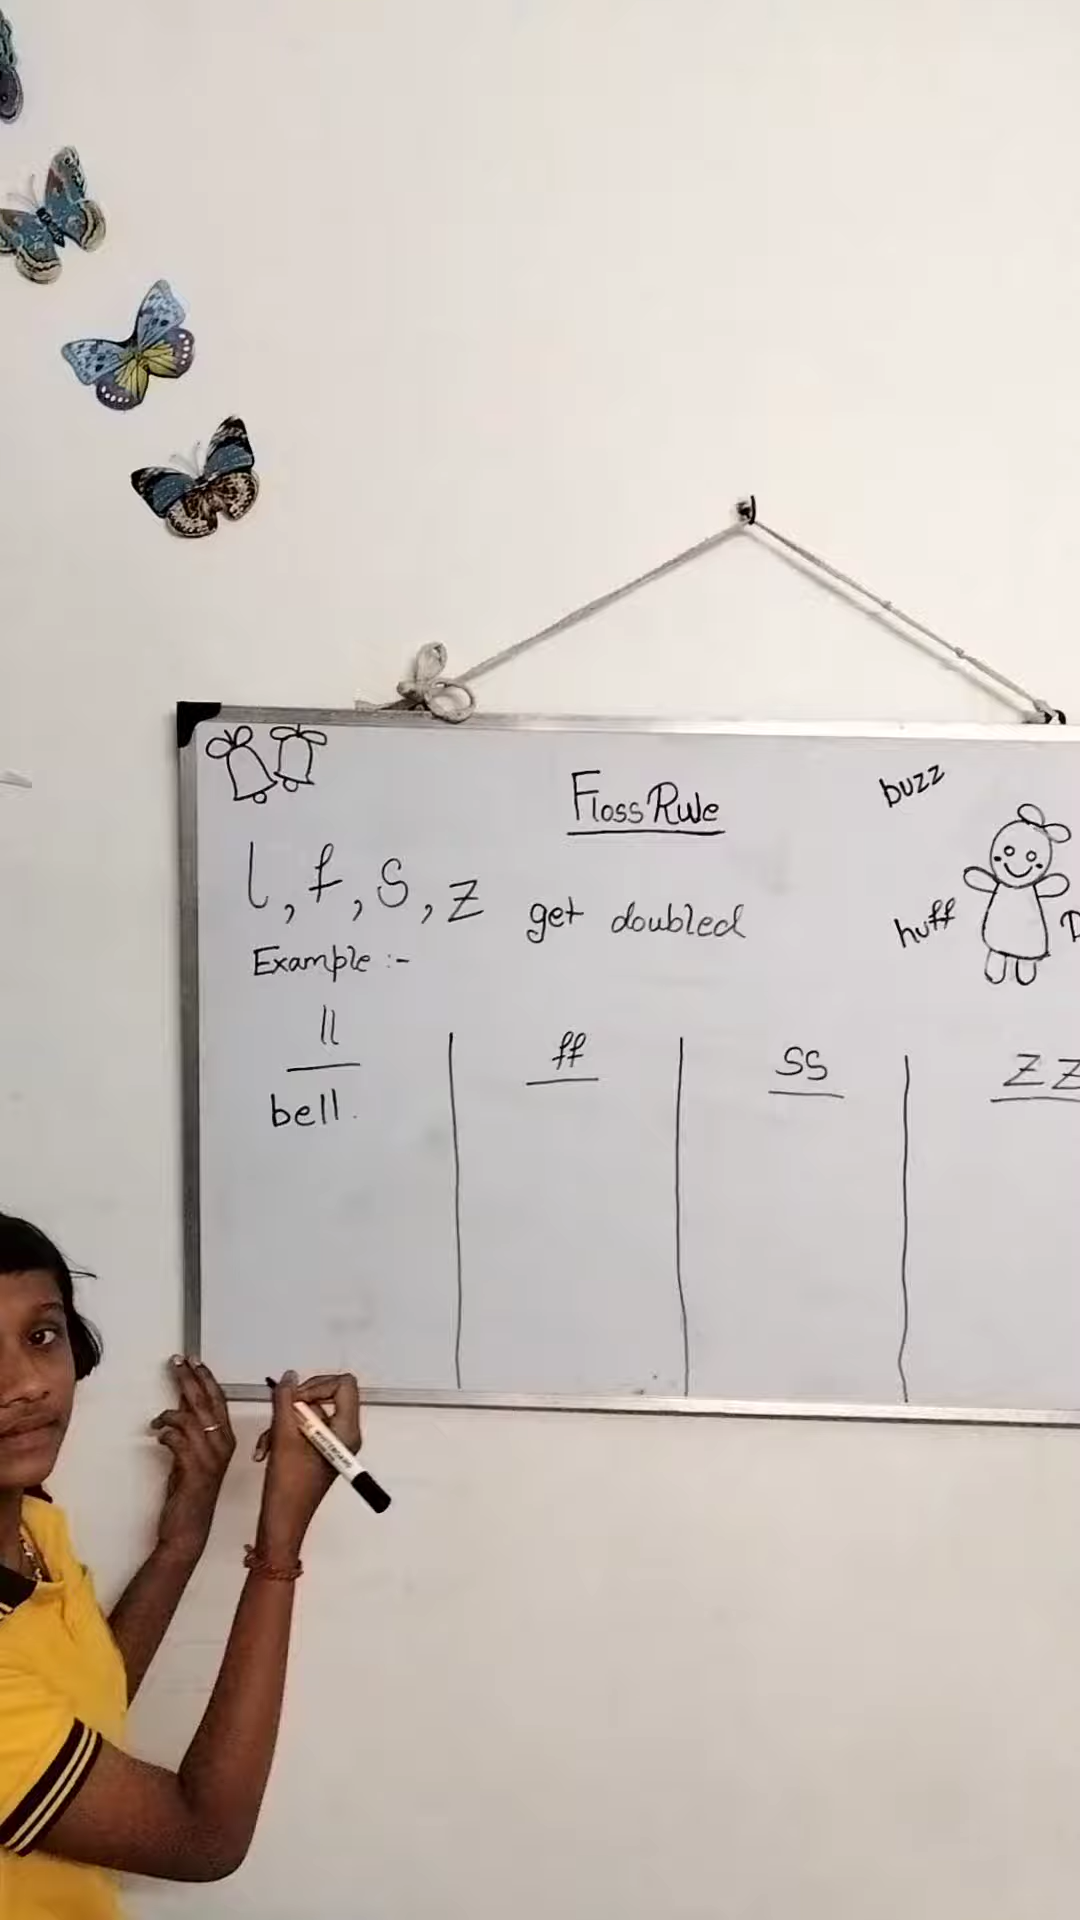 Floss Rule
buzz
l, f, s, z get doubled
huff
D
Example :-
ll
ff
ss
zz
bell.